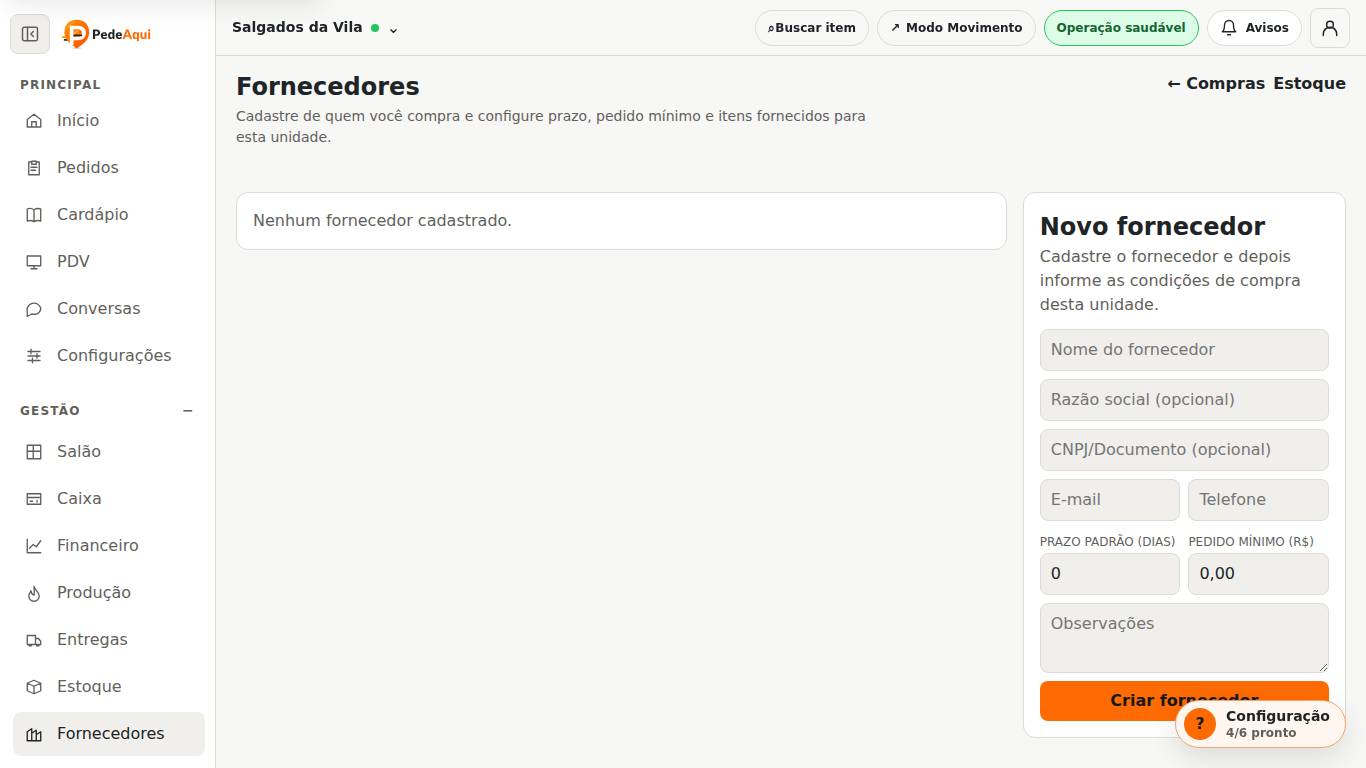 PedeAqui
PRINCIPAL
Início
Pedidos
Cardápio
PDV
Conversas
Configurações
GESTÃO
Salão
Caixa
Financeiro
Produção
Entregas
Estoque
Fornecedores
Salgados da Vila
Buscar item
↗ Modo Movimento
Operação saudável
Avisos
Fornecedores
Cadastre de quem você compra e configure prazo, pedido mínimo e itens fornecidos para
esta unidade.
← Compras Estoque
Nenhum fornecedor cadastrado.
Novo fornecedor
Cadastre o fornecedor e depois
informe as condições de compra
desta unidade.
Nome do fornecedor
Razão social (opcional)
CNPJ/Documento (opcional)
E-mail Telefone
PRAZO PADRÃO (DIAS) PEDIDO MÍNIMO (R$)
0 0,00
Observações
Criar fornecedor
? Configuração
4/6 pronto